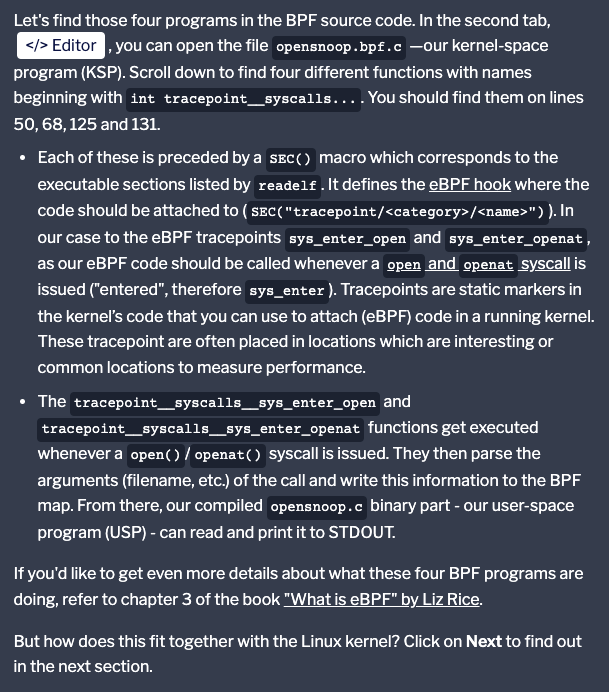 Let's find those four programs in the BPF source code. In the second tab,
</> Editor , you can open the file opensnoop.bpf.c —our kernel-space
program (KSP). Scroll down to find four different functions with names
beginning with int tracepoint__syscalls.... You should find them on lines
50, 68, 125 and 131.
• Each of these is preceded by a SEC() macro which corresponds to the
executable sections listed by readelf. It defines the eBPF hook where the
code should be attached to (SEC("tracepoint/<category>/<name>")). In
our case to the eBPF tracepoints sys_enter_open and sys_enter_openat,
as our eBPF code should be called whenever a open and openat syscall is
issued ("entered", therefore sys_enter). Tracepoints are static markers in
the kernel's code that you can use to attach (eBPF) code in a running kernel.
These tracepoint are often placed in locations which are interesting or
common locations to measure performance.
• The tracepoint__syscalls__sys_enter_open and
tracepoint__syscalls__sys_enter_openat functions get executed
whenever a open()/openat() syscall is issued. They then parse the
arguments (filename, etc.) of the call and write this information to the BPF
map. From there, our compiled opensnoop.c binary part - our user-space
program (USP) - can read and print it to STDOUT.
If you'd like to get even more details about what these four BPF programs are
doing, refer to chapter 3 of the book "What is eBPF" by Liz Rice.
But how does this fit together with the Linux kernel? Click on Next to find out
in the next section.